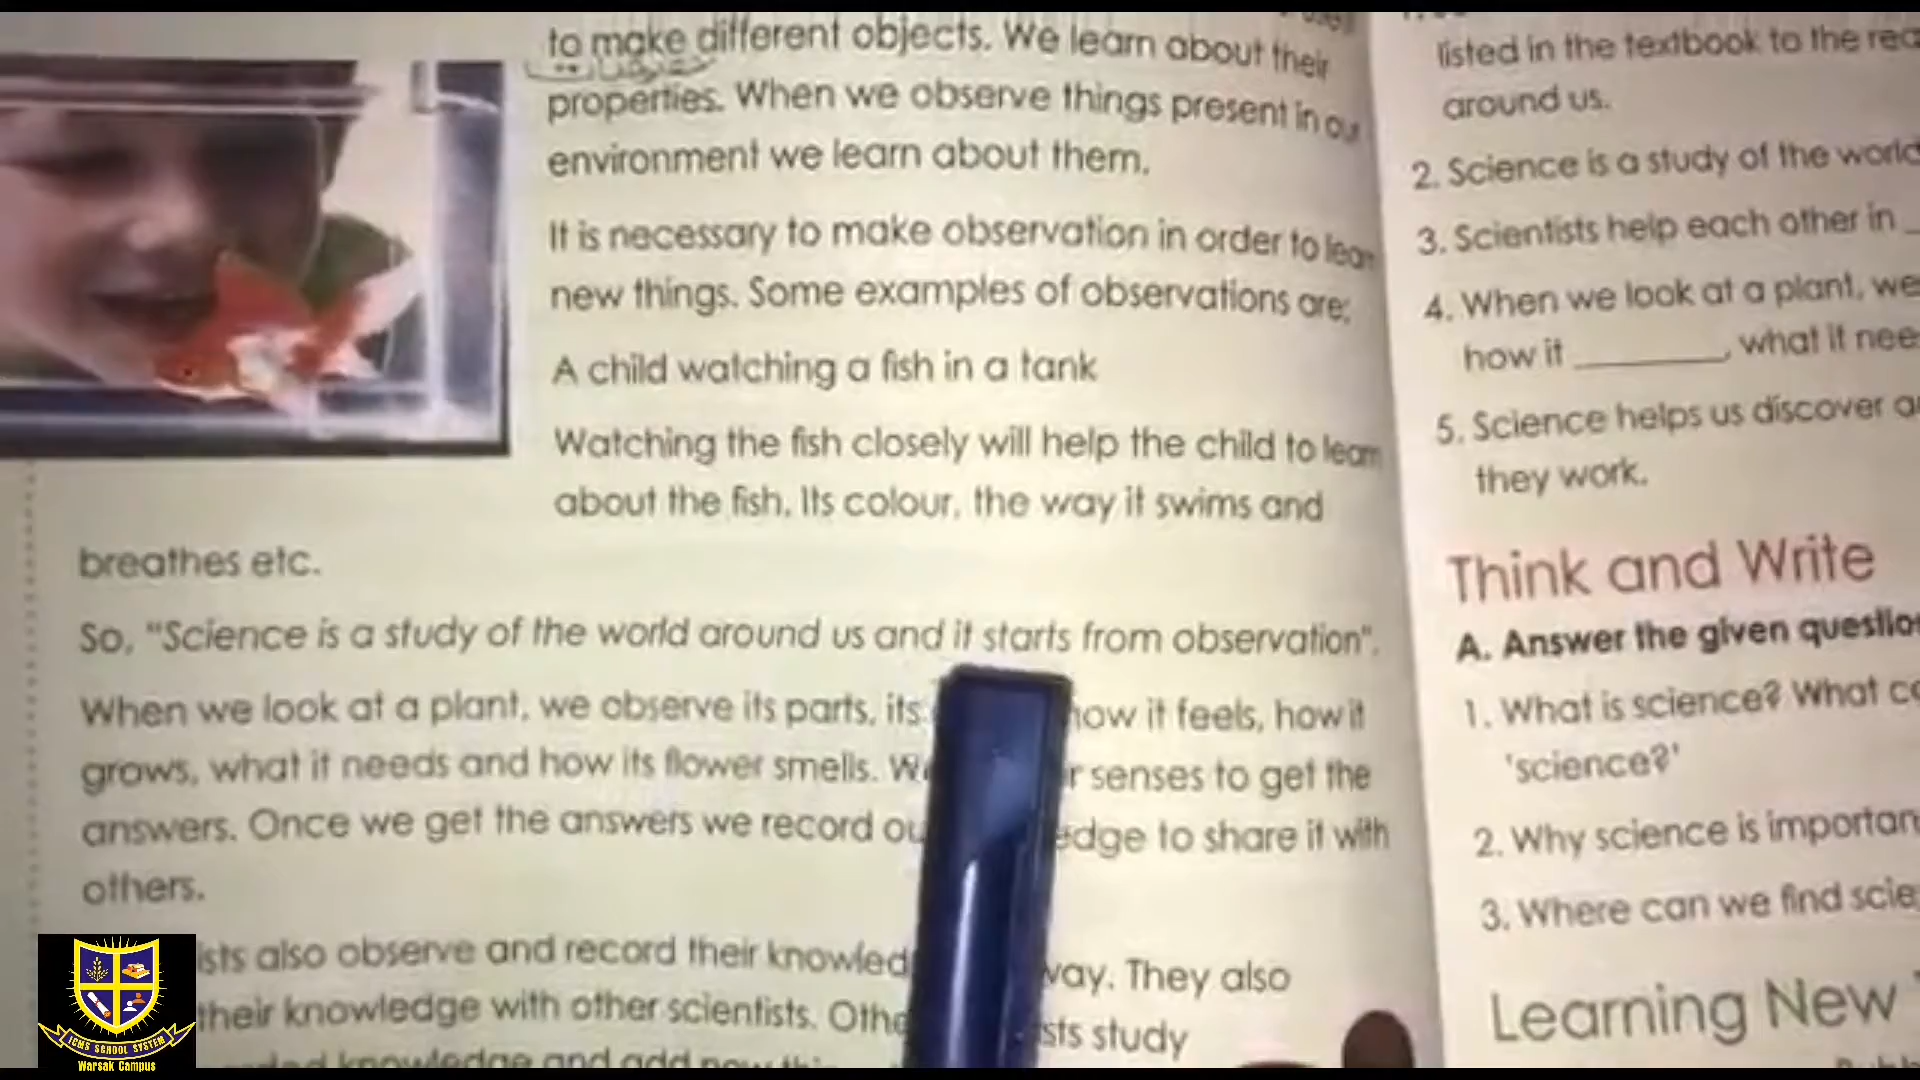 to make different objects. We learn about their
properties. When we observe things present in our
environment we learn about them.
It is necessary to make observation in order to learn
new things. Some examples of observations are:
A child watching a fish in a tank
Watching the fish closely will help the child to learn
about the fish. Its colour, the way it swims and
breathes etc.
So, "Science is a study of the world around us and it starts from observation".
When we look at a plant, we observe its parts, its how it feels, how it
grows, what it needs and how its flower smells. senses to get the
answers. Once we get the answers we record to share it with
others.
also observe and record their They also
their knowledge with other scientists. study
knowledge and add
listed in the textbook to the
around us.
2. Science is a study of the world
3. Scientists help each other in _
4. When we look at a plant, we
how it ________, what it
5. Science helps us discover
they work.
Think and Write
A. Answer the given
1. What is science? What
'science?'
2. Why science is
3. Where can we find
Learning New
ICMS SCHOOL SYSTEM
Warsak Campus